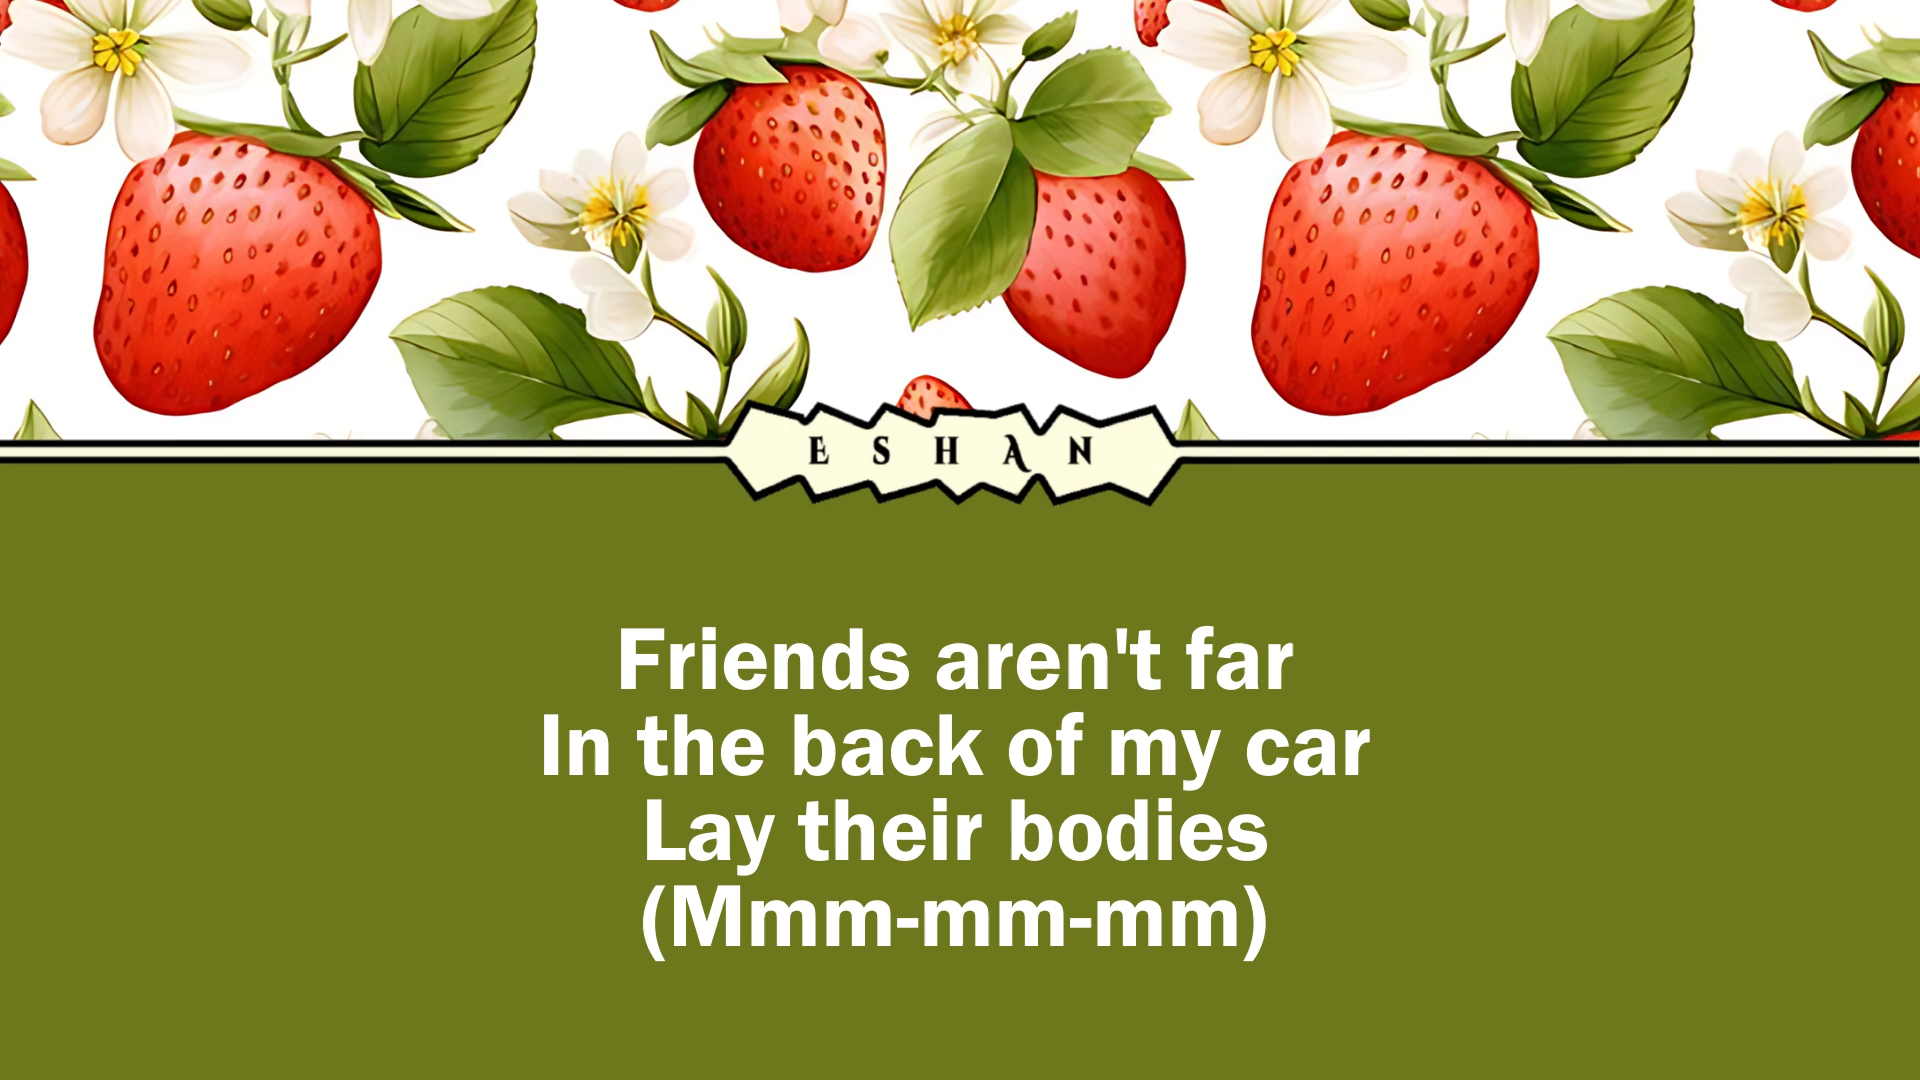 ESHAN
Friends aren't far
In the back of my car
Lay their bodies
(Mmm-mm-mm)